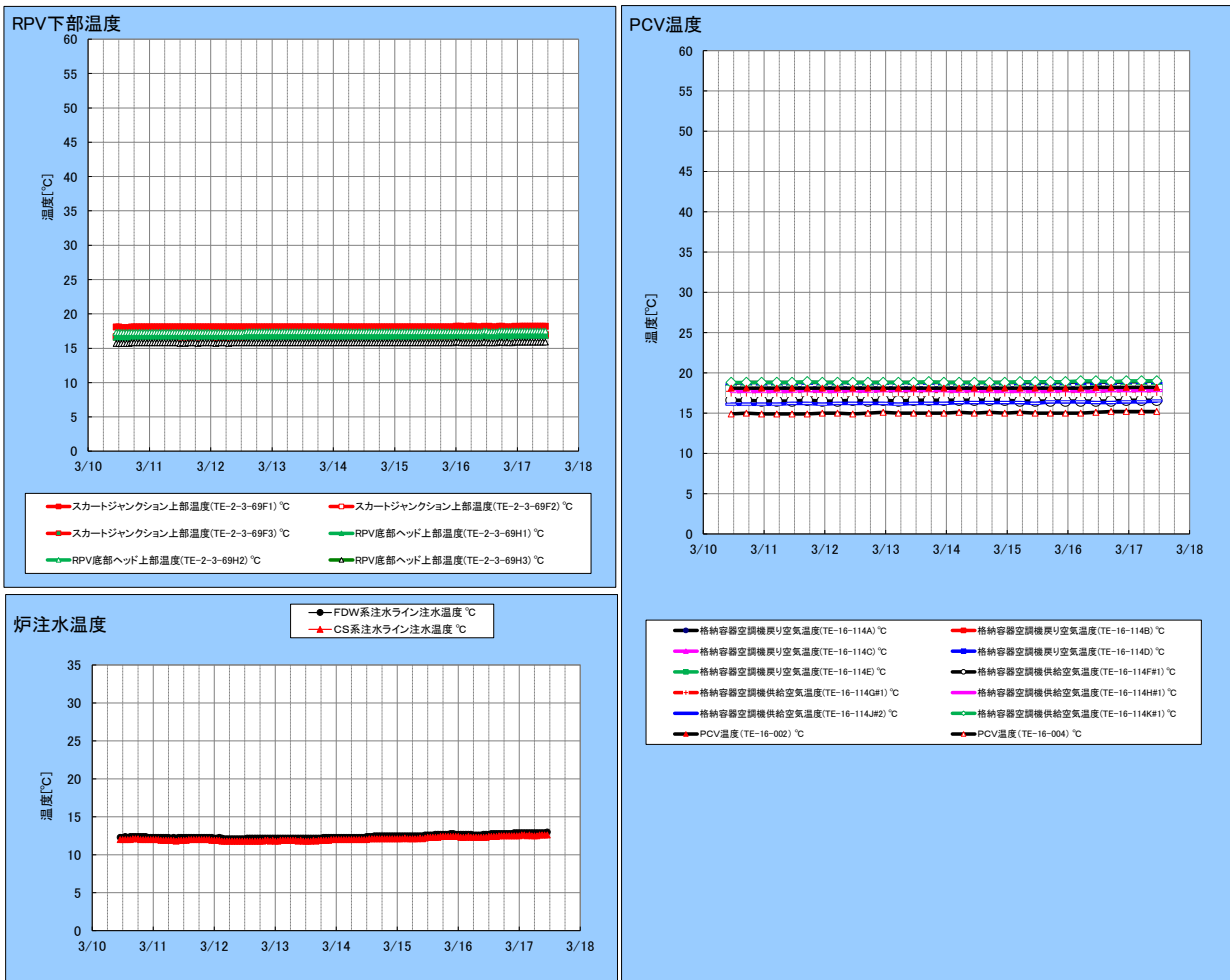 RPV下部温度
60
55
50
45
40
35
30
25
20
15
10
5
0
温度[℃]
3/10 3/11 3/12 3/13 3/14 3/15 3/16 3/17 3/18
スカートジャンクション上部温度(TE-2-3-69F1) ℃ スカートジャンクション上部温度(TE-2-3-69F2) ℃
スカートジャンクション上部温度(TE-2-3-69F3) ℃ RPV底部ヘッド上部温度(TE-2-3-69H1) ℃
RPV底部ヘッド上部温度(TE-2-3-69H2) ℃ RPV底部ヘッド上部温度(TE-2-3-69H3) ℃
炉注水温度
FDW系注水ライン注水温度 ℃
CS系注水ライン注水温度 ℃
35
30
25
20
15
10
5
0
温度[℃]
3/10 3/11 3/12 3/13 3/14 3/15 3/16 3/17 3/18
PCV温度
60
55
50
45
40
35
30
25
20
15
10
5
0
温度[℃]
3/10 3/11 3/12 3/13 3/14 3/15 3/16 3/17 3/18
格納容器空調機戻り空気温度(TE-16-114A) ℃ 格納容器空調機戻り空気温度(TE-16-114B) ℃
格納容器空調機戻り空気温度(TE-16-114C) ℃ 格納容器空調機戻り空気温度(TE-16-114D) ℃
格納容器空調機戻り空気温度(TE-16-114E) ℃ 格納容器空調機供給空気温度(TE-16-114F#1) ℃
格納容器空調機供給空気温度(TE-16-114G#1) ℃ 格納容器空調機供給空気温度(TE-16-114H#1) ℃
格納容器空調機供給空気温度(TE-16-114J#2) ℃ 格納容器空調機供給空気温度(TE-16-114K#1) ℃
PCV温度(TE-16-002) ℃ PCV温度(TE-16-004) ℃